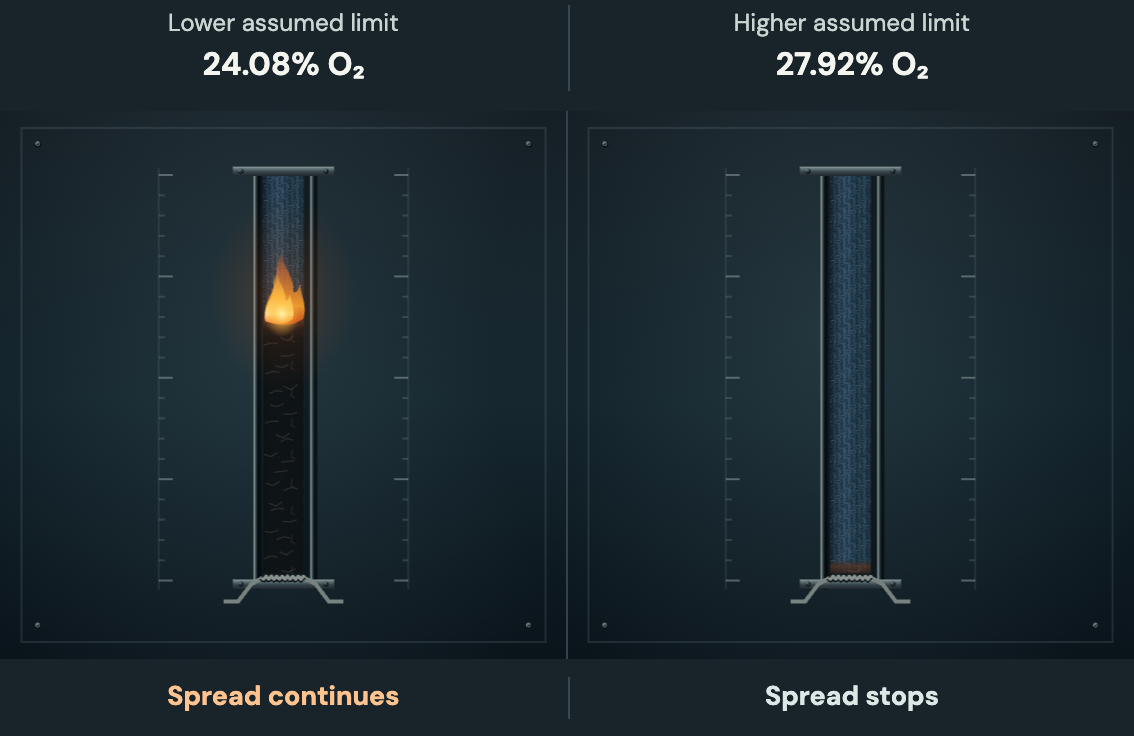 Lower assumed limit
24.08% O₂
Higher assumed limit
27.92% O₂
Spread continues
Spread stops